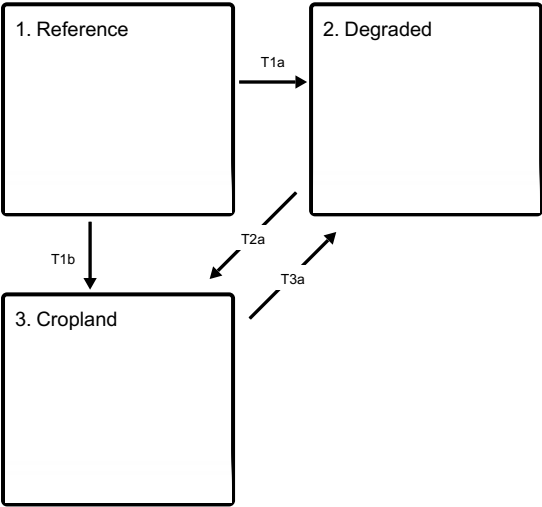 1. Reference
2. Degraded
T1a
T1b
T2a
T3a
3. Cropland